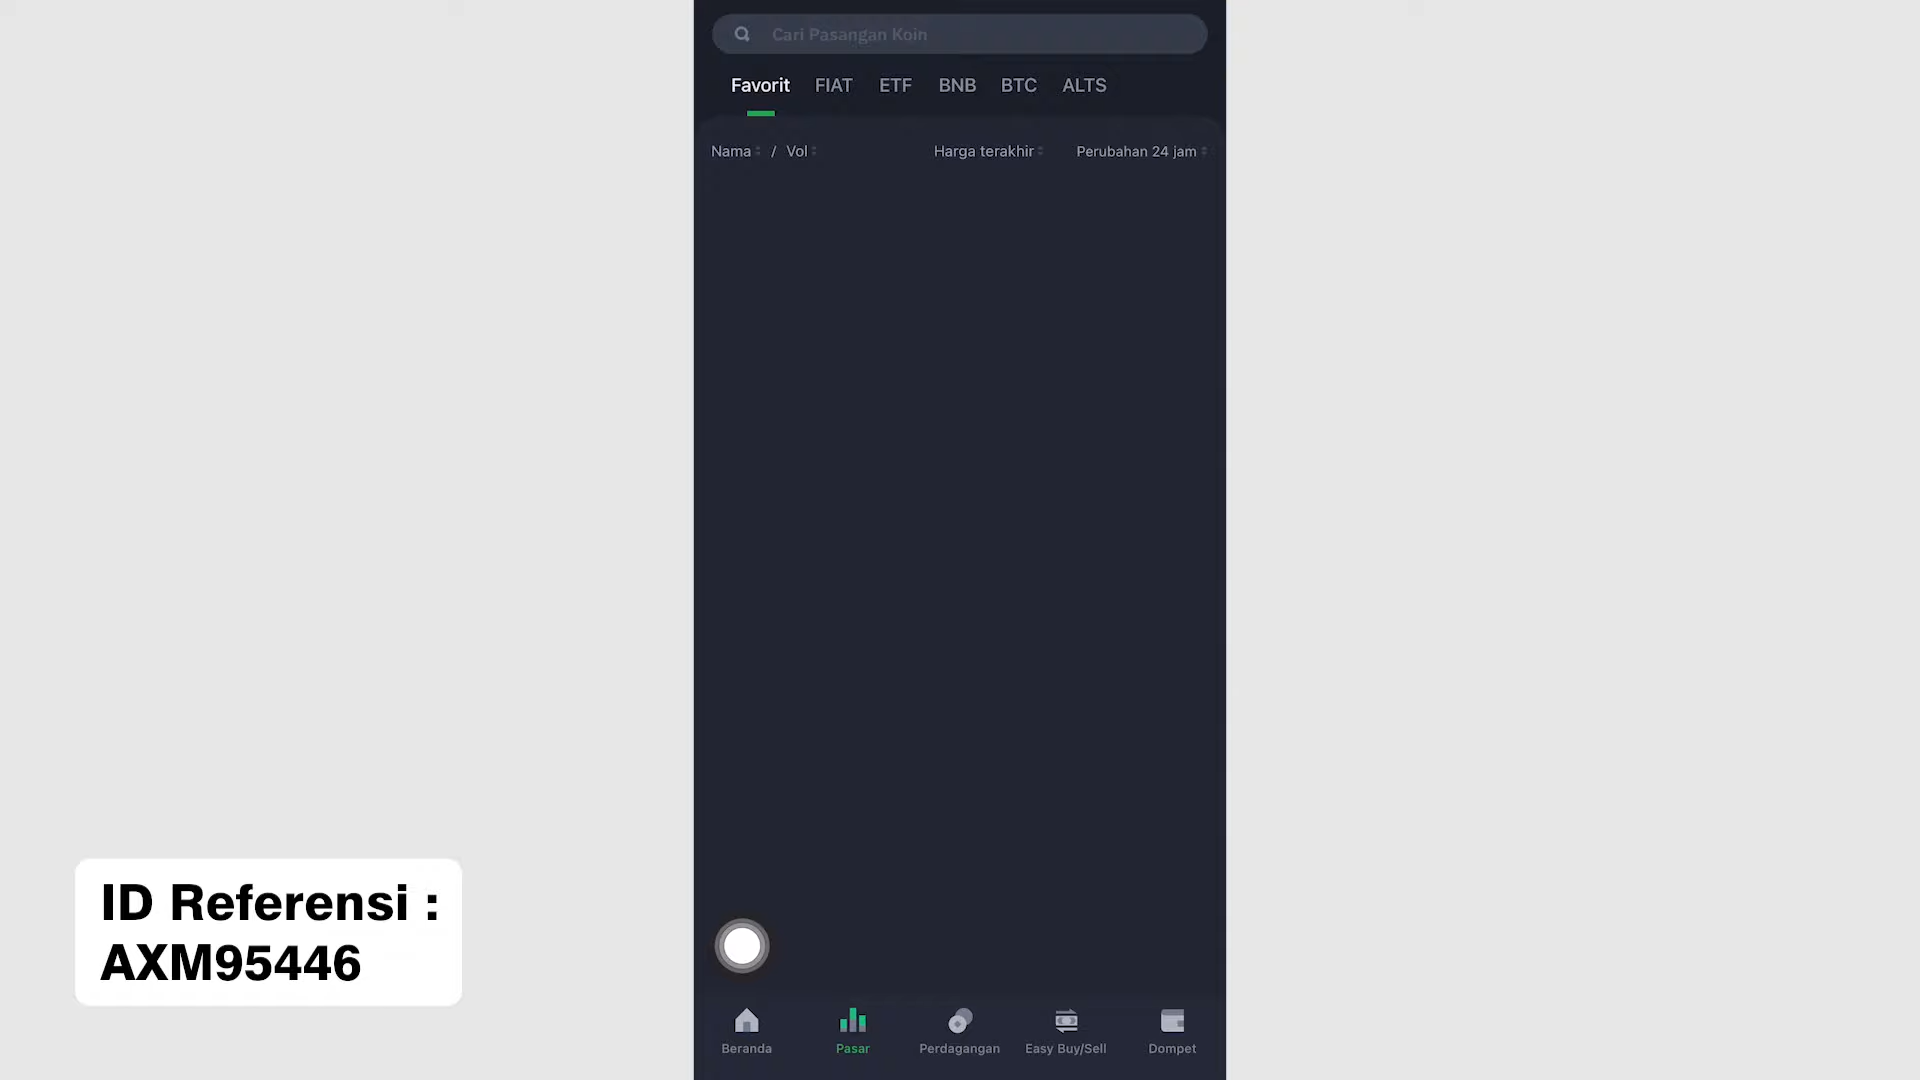 Cari Pasangan Koin
Favorit FIAT ETF BNB BTC ALTS
Nama / Vol Harga terakhir Perubahan 24 jam
ID Referensi :
AXM95446
Beranda Pasar Perdagangan Easy Buy/Sell Dompet